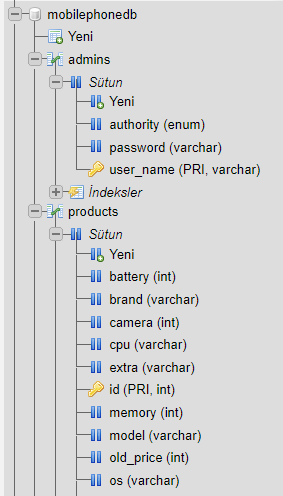 mobilephonedb
Yeni
admins
Sütun
Yeni
authority (enum)
password (varchar)
user_name (PRI, varchar)
İndeksler
products
Sütun
Yeni
battery (int)
brand (varchar)
camera (int)
cpu (varchar)
extra (varchar)
id (PRI, int)
memory (int)
model (varchar)
old_price (int)
os (varchar)